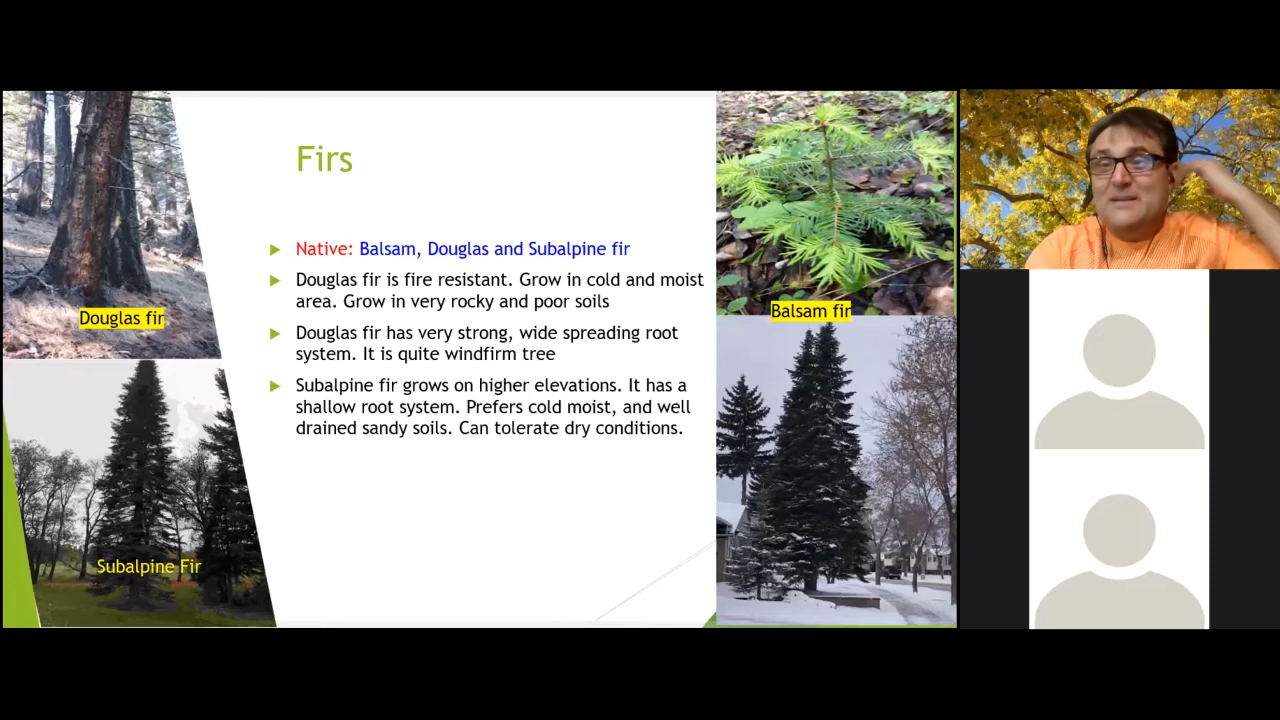 Firs
Native: Balsam, Douglas and Subalpine fir
Douglas fir is fire resistant. Grow in cold and moist
area. Grow in very rocky and poor soils
Douglas fir has very strong, wide spreading root
system. It is quite windfirm tree
Subalpine fir grows on higher elevations. It has a
shallow root system. Prefers cold moist, and well
drained sandy soils. Can tolerate dry conditions.
Douglas fir
Subalpine Fir
Balsam fir